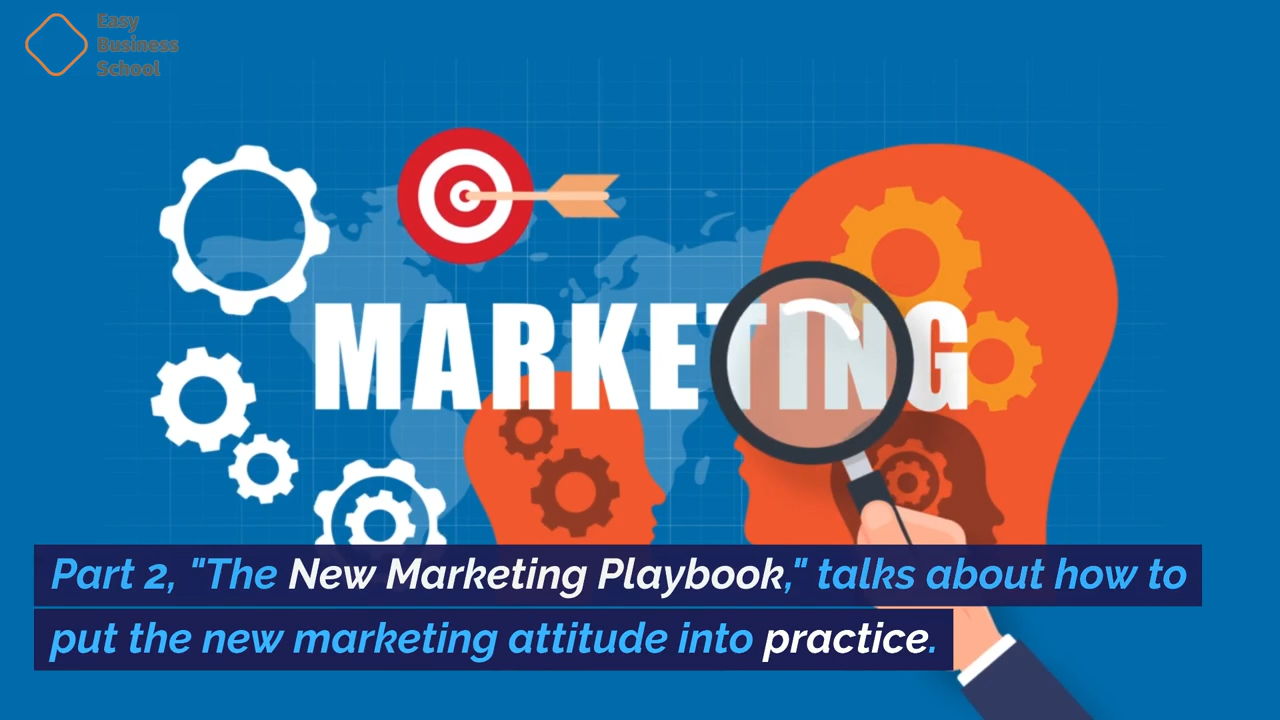 Easy
Business
School
MARKETING
Part 2, "The New Marketing Playbook," talks about how to
put the new marketing attitude into practice.